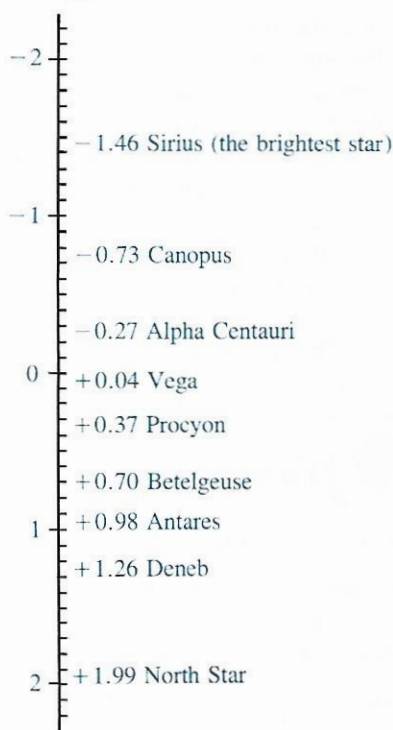 −2
−1.46 Sirius (the brightest star)
−1
−0.73 Canopus
−0.27 Alpha Centauri
0
+0.04 Vega
+0.37 Procyon
+0.70 Betelgeuse
+0.98 Antares
1
+1.26 Deneb
2
+1.99 North Star